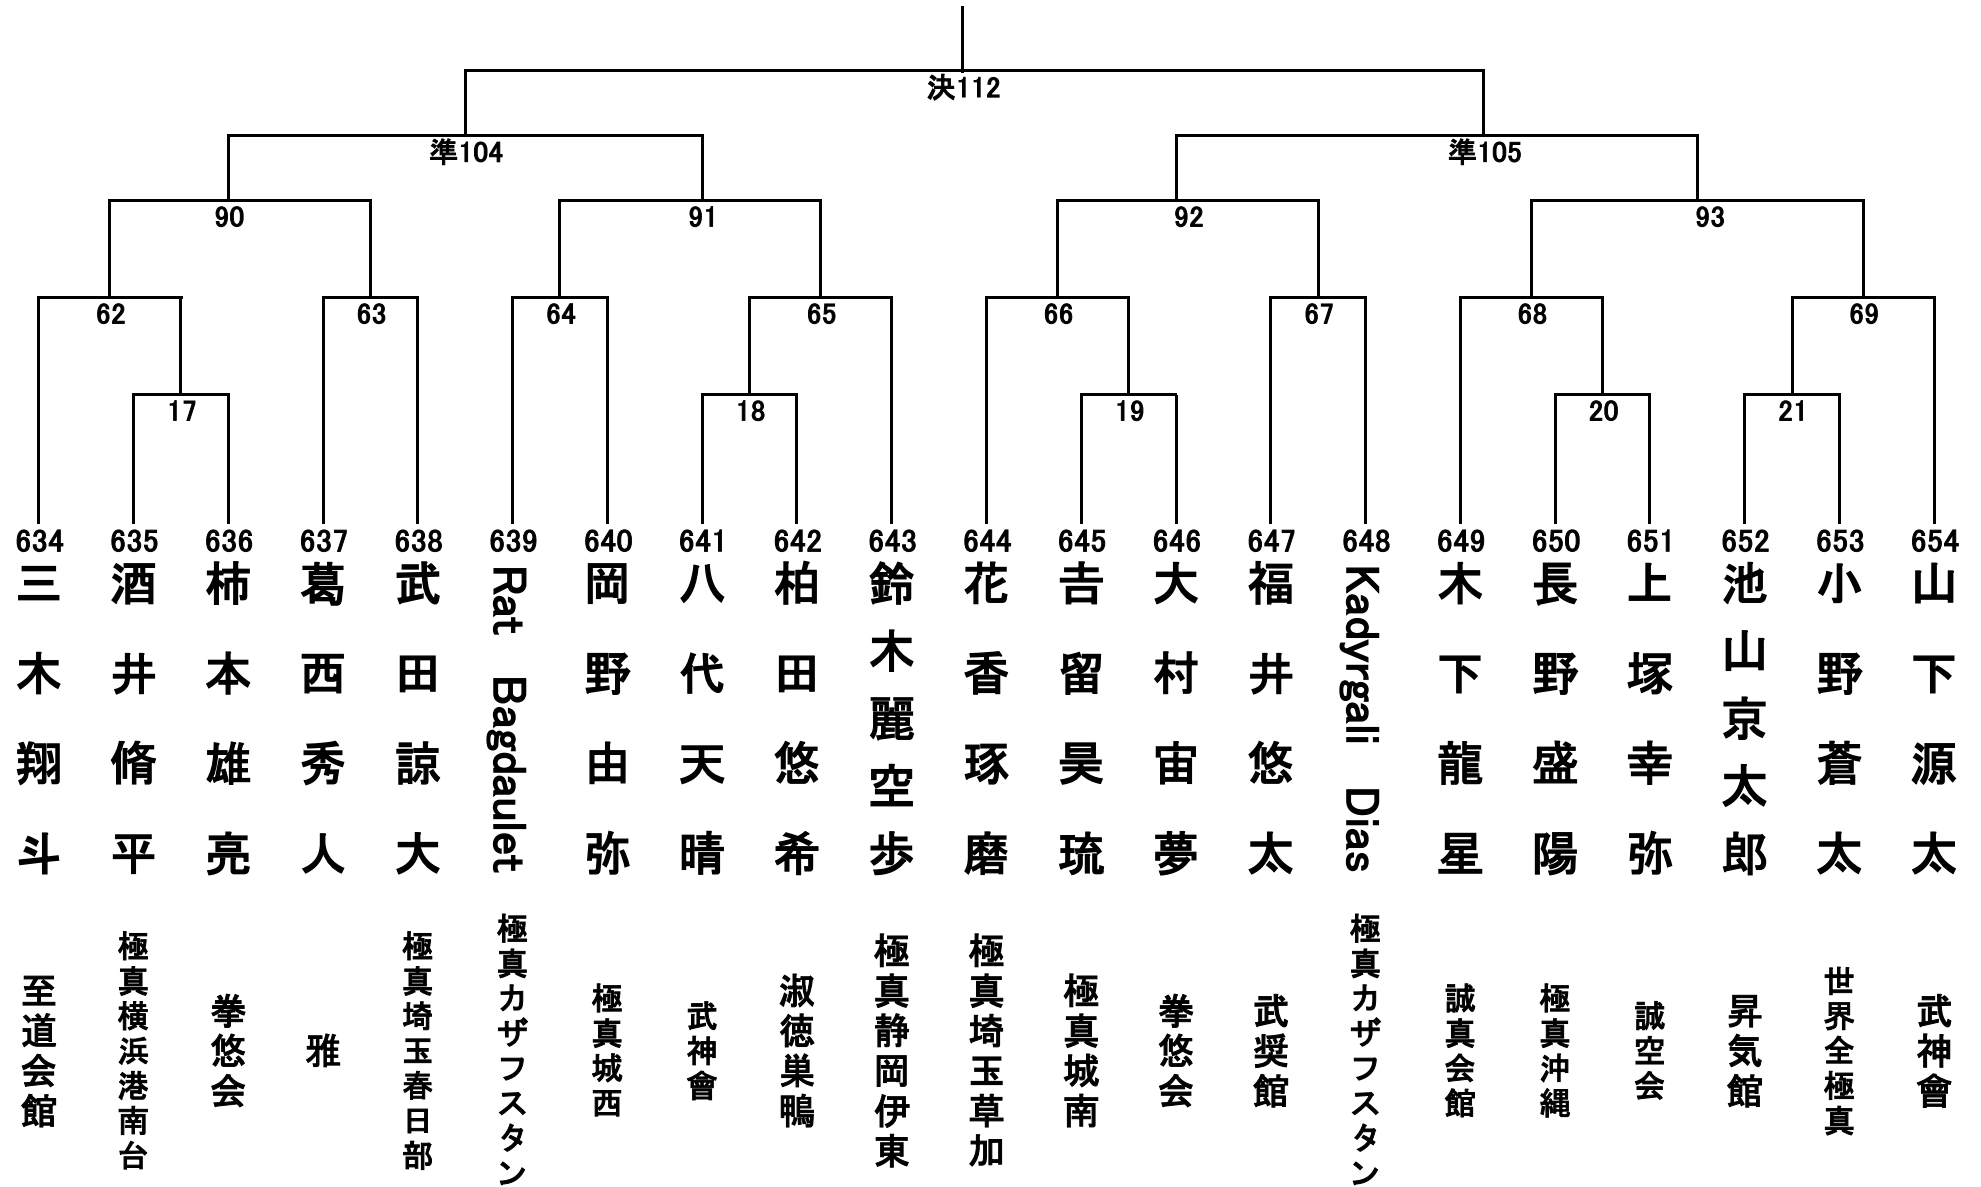 決112
準104
準105
90
91
92
93
62
63
64
65
66
67
68
69
17
18
19
20
21
634
三木翔斗
至道会館
635
酒井脩平
極真横浜港南台
636
柿本雄亮
拳悠会
637
葛西秀人
雅
638
武田諒大
極真埼玉春日部
639
Rat Bagdaulet
極真カザフスタン
640
岡野由弥
極真城西
641
八代天晴
武神會
642
柏田悠希
淑徳巣鴨
643
鈴木麗空歩
極真静岡伊東
644
花香琢磨
極真埼玉草加
645
𠮷留昊琉
極真城南
646
大村宙夢
拳悠会
647
福井悠太
武奨館
648
Kadyrgali Dias
極真カザフスタン
649
木下龍星
誠真会館
650
長野盛陽
極真沖縄
651
上塚幸弥
誠空会
652
池山京太郎
昇気館
653
小野蒼太
世界全極真
654
山下源太
武神會